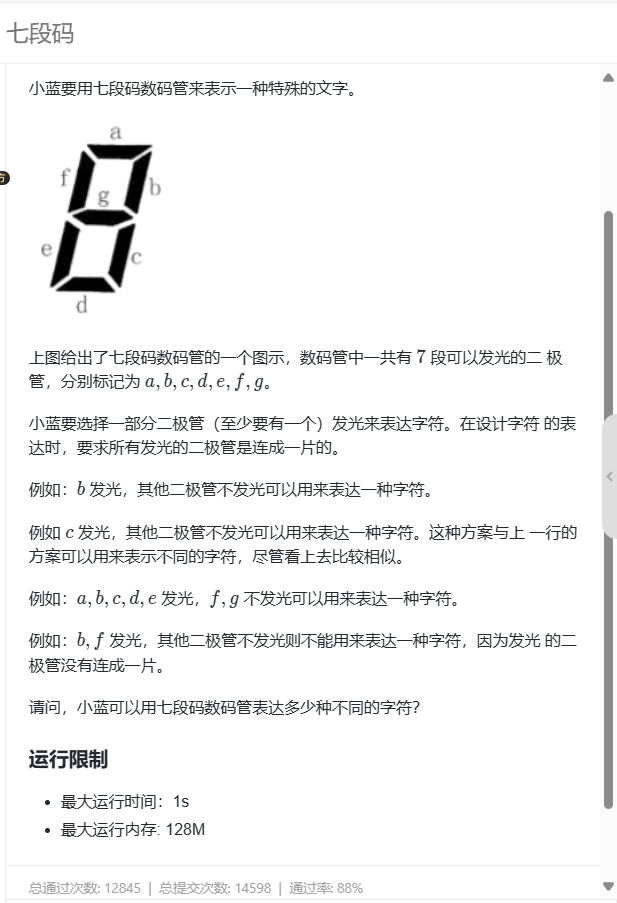 七段码
小蓝要用七段码数码管来表示一种特殊的文字。
a
f
b
g
e
c
d
上图给出了七段码数码管的一个图示，数码管中一共有 7 段可以发光的二 极
管，分别标记为 a, b, c, d, e, f, g。
小蓝要选择一部分二极管（至少要有一个）发光来表达字符。在设计字符 的表
达时，要求所有发光的二极管是连成一片的。
例如：b 发光，其他二极管不发光可以用来表达一种字符。
例如 c 发光，其他二极管不发光可以用来表达一种字符。这种方案与上 一行的
方案可以用来表示不同的字符，尽管看上去比较相似。
例如：a, b, c, d, e 发光，f, g 不发光可以用来表达一种字符。
例如：b, f 发光，其他二极管不发光则不能用来表达一种字符，因为发光 的二
极管没有连成一片。
请问，小蓝可以用七段码数码管表达多少种不同的字符？
运行限制
• 最大运行时间：1s
• 最大运行内存: 128M
总通过次数: 12845 | 总提交次数: 14598 | 通过率: 88%